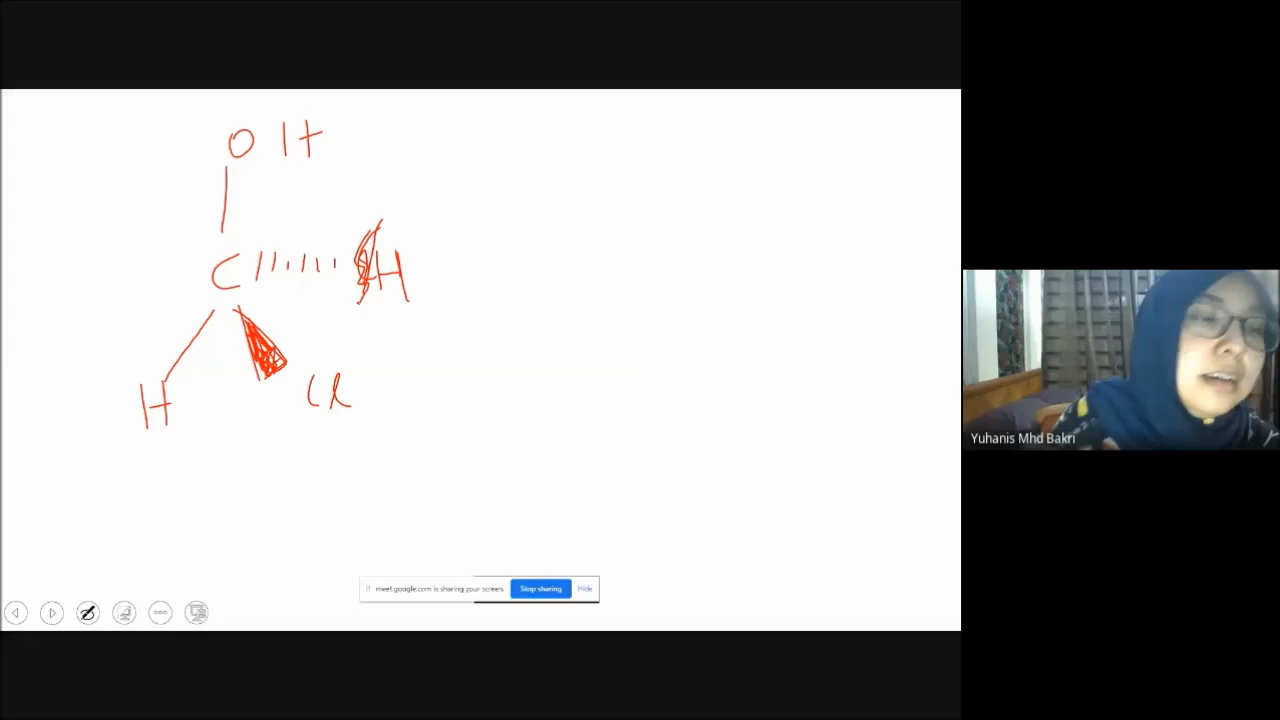 OH
C H
H Cl
Yuhanis Mhd Bakri
meet.google.com is sharing your screen. Stop sharing Hide